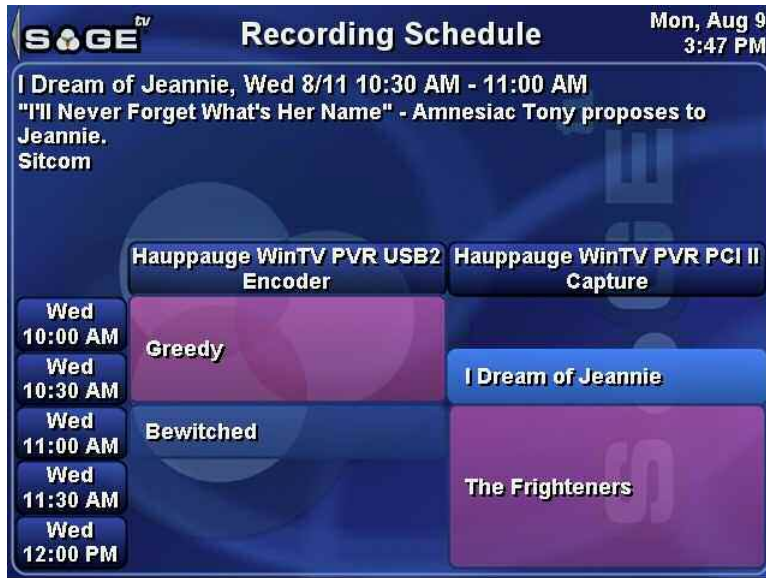 SAGE tv
Recording Schedule
Mon, Aug 9
3:47 PM
I Dream of Jeannie, Wed 8/11 10:30 AM - 11:00 AM
"I'll Never Forget What's Her Name" - Amnesiac Tony proposes to
Jeannie.
Sitcom
Hauppauge WinTV PVR USB2
Encoder
Hauppauge WinTV PVR PCI II
Capture
Wed
10:00 AM
Greedy
Wed
10:30 AM
I Dream of Jeannie
Wed
11:00 AM
Bewitched
Wed
11:30 AM
The Frighteners
Wed
12:00 PM
SAGE